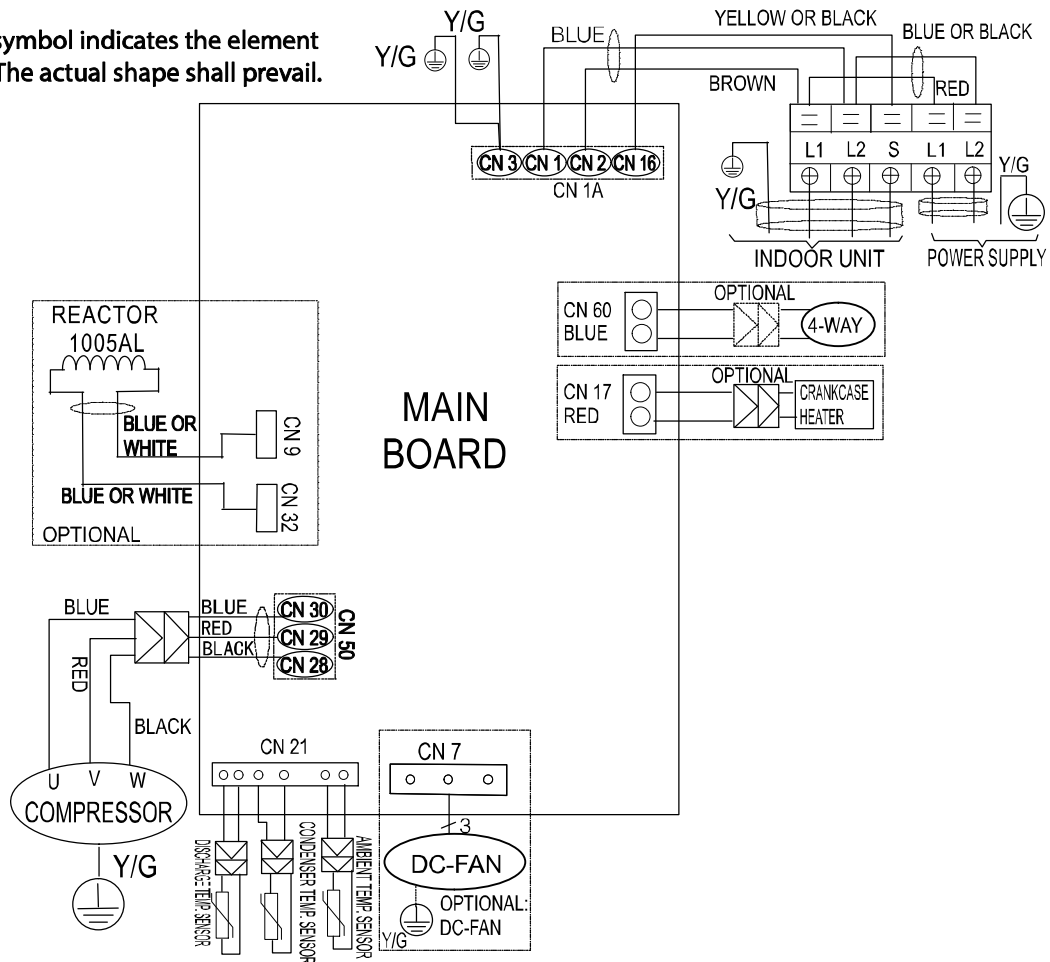 symbol indicates the element
The actual shape shall prevail.
Y/G
Y/G
BLUE
YELLOW OR BLACK
BLUE OR BLACK
BROWN
RED
CN 3 CN 1 CN 2 CN 16
CN 1A
L1 L2 S L1 L2
Y/G
Y/G
INDOOR UNIT
POWER SUPPLY
CN 60
BLUE
OPTIONAL
4-WAY
CN 17
RED
OPTIONAL
CRANKCASE
HEATER
REACTOR
1005AL
BLUE OR
WHITE
CN 9
BLUE OR WHITE
CN 32
OPTIONAL
MAIN
BOARD
BLUE
BLUE
RED
BLACK
CN 30
CN 29
CN 28
CN 50
RED
BLACK
U V W
COMPRESSOR
Y/G
CN 21
DISCHARGE TEMP. SENSOR
CONDENSER TEMP. SENSOR
AMBIENT TEMP. SENSOR
CN 7
3
DC-FAN
OPTIONAL:
DC-FAN
Y/G